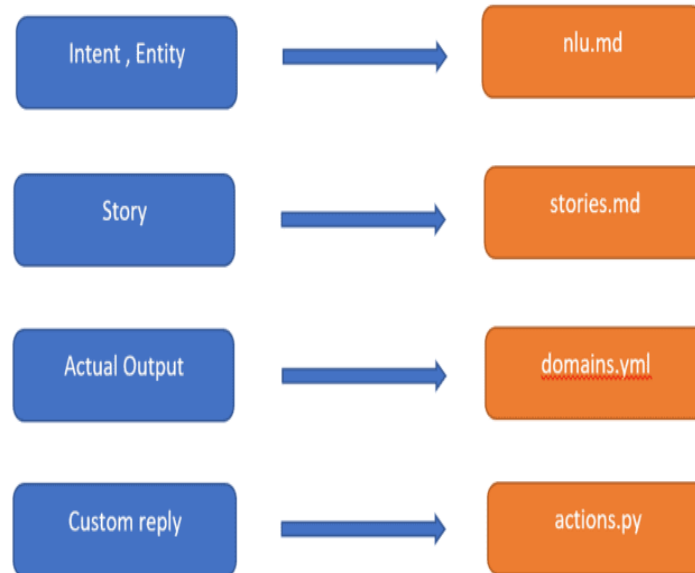 Intent , Entity
nlu.md
Story
stories.md
Actual Output
domains.yml
Custom reply
actions.py